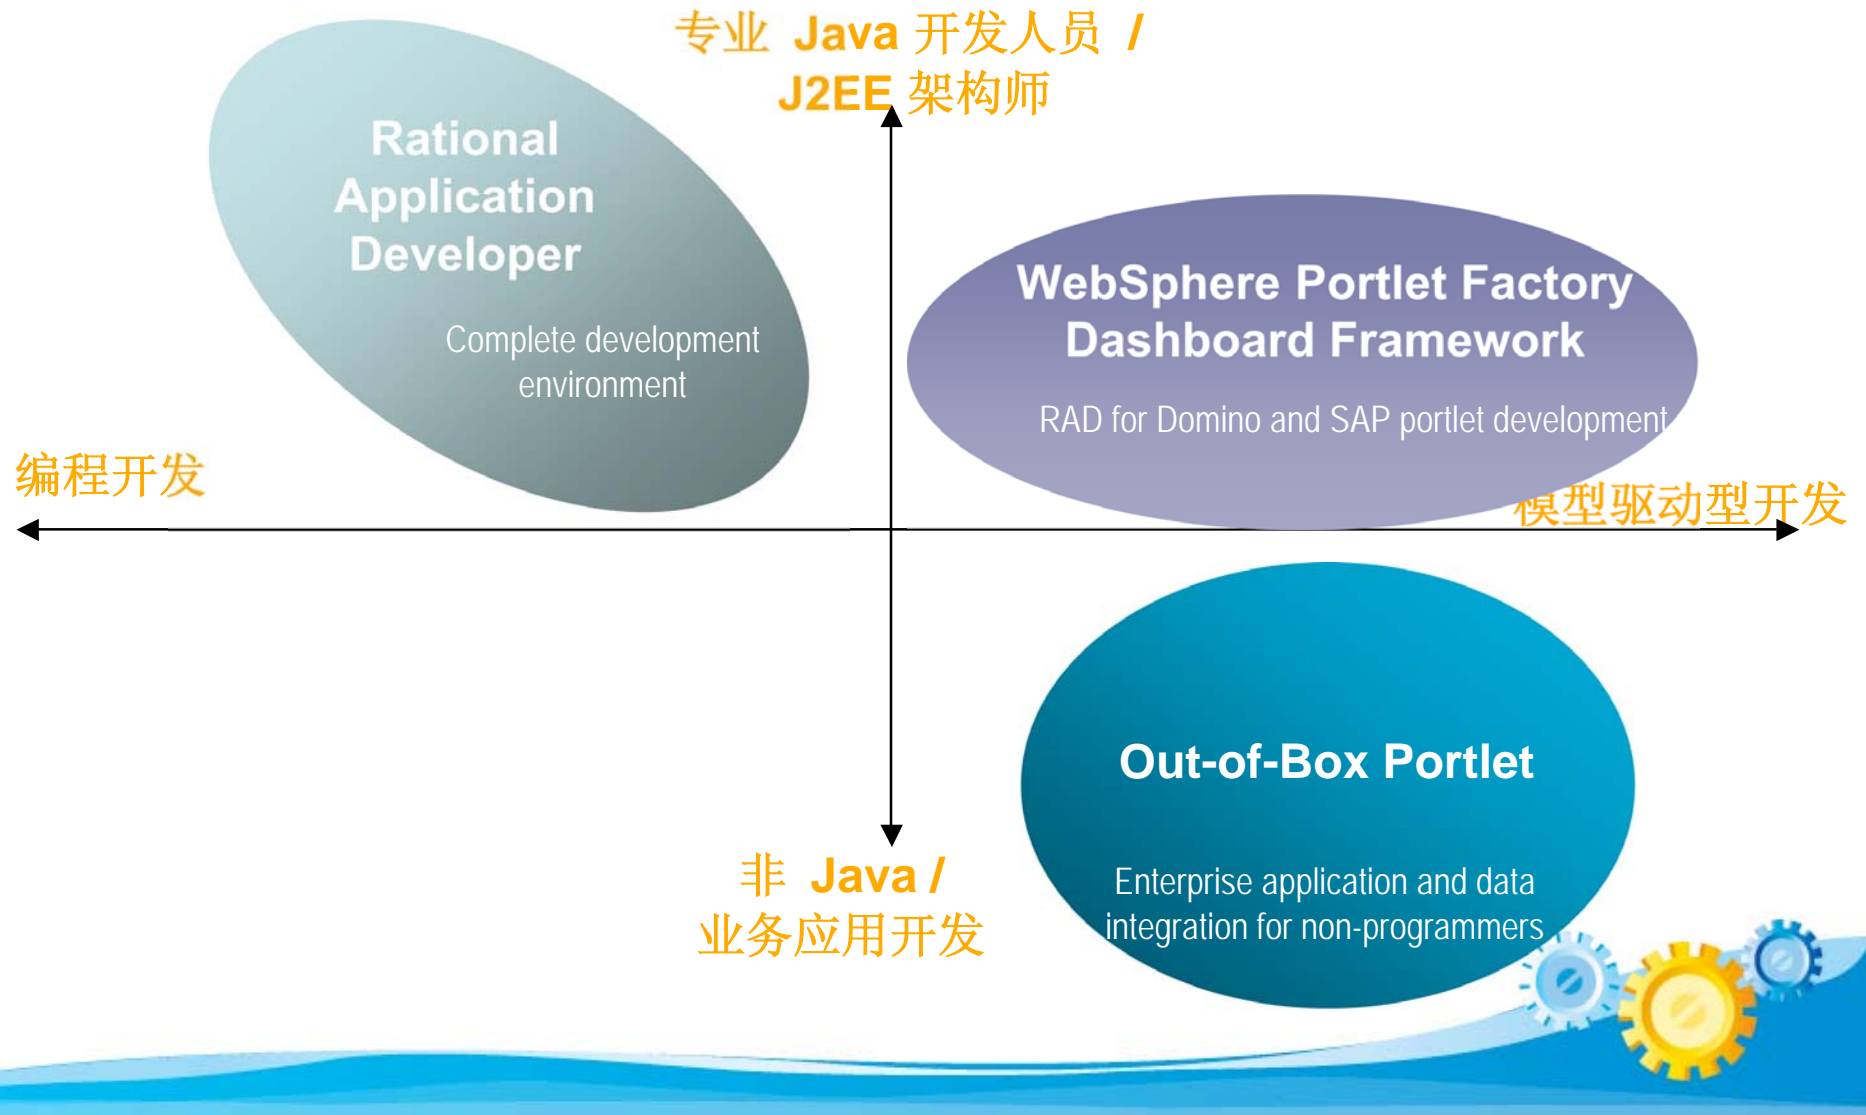 专业 Java 开发人员 /
J2EE 架构师
Rational
Application
Developer
Complete development
environment
WebSphere Portlet Factory
Dashboard Framework
RAD for Domino and SAP portlet development
编程开发
模型驱动型开发
Out-of-Box Portlet
Enterprise application and data
integration for non-programmers
非 Java /
业务应用开发